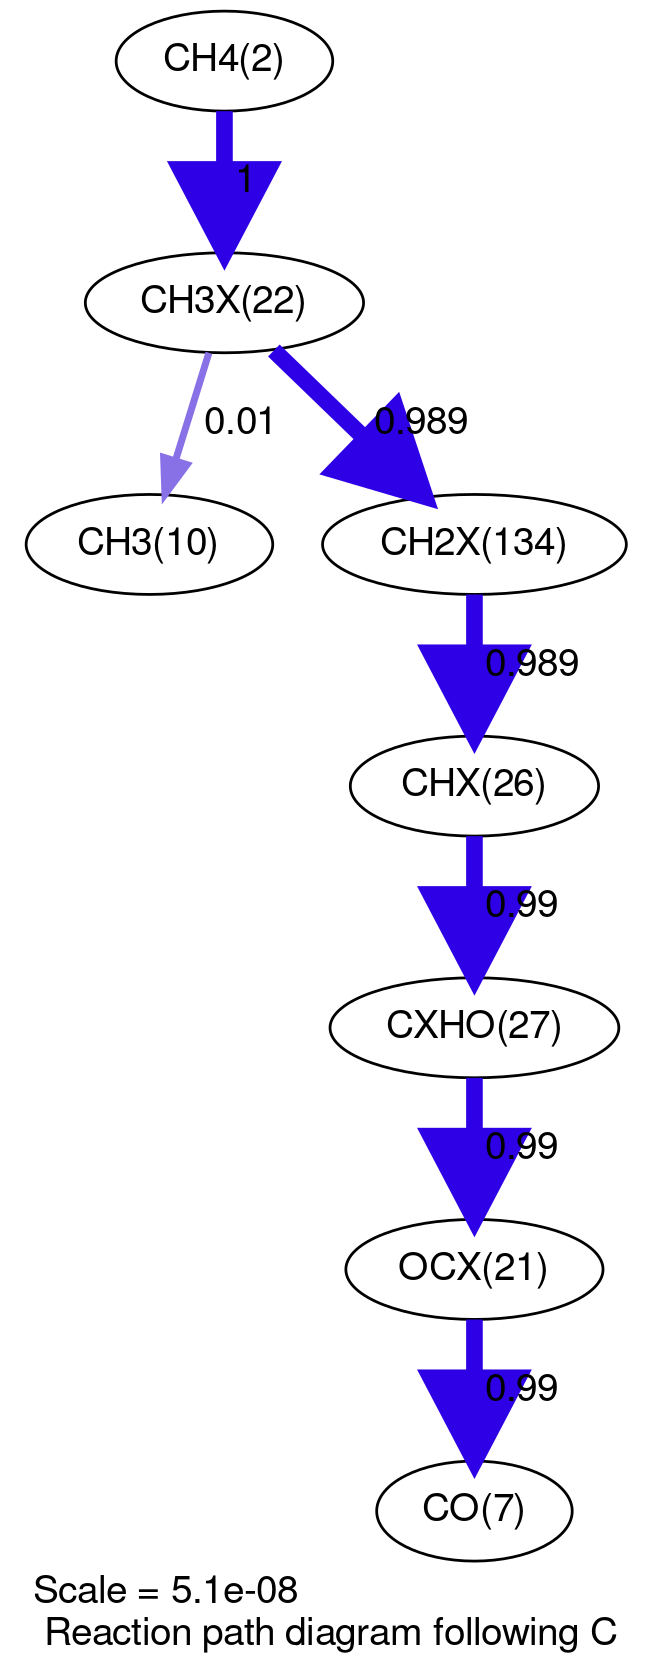 CH4(2)
1
CH3X(22)
0.01
0.989
CH3(10)
CH2X(134)
0.989
CHX(26)
0.99
CXHO(27)
0.99
OCX(21)
0.99
CO(7)
Scale = 5.1e-08
Reaction path diagram following C